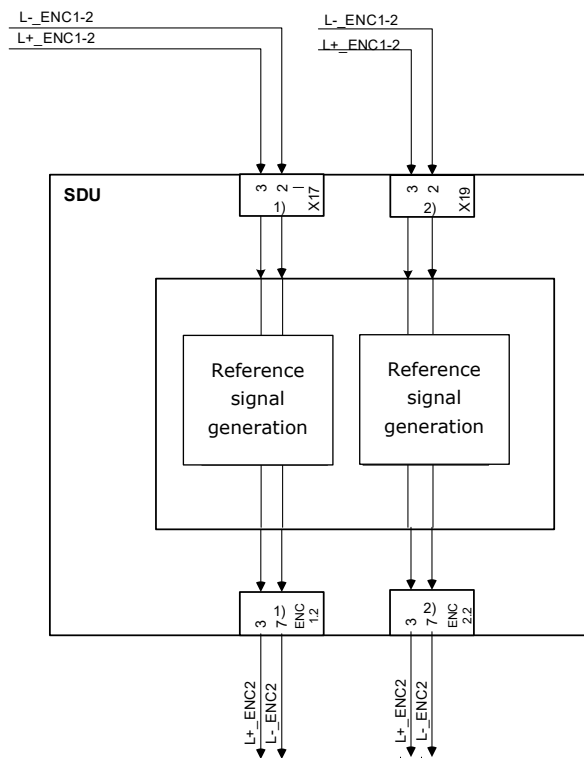 L-_ENC1-2
L+_ENC1-2
L-_ENC1-2
L+_ENC1-2
SDU
3
2
1)
X17
3
2
2)
X19
Reference
signal
generation
Reference
signal
generation
3
1)
7
ENC
1.2
3
2)
7
ENC
2.2
L+_ENC2
L-_ENC2
L+_ENC2
L-_ENC2